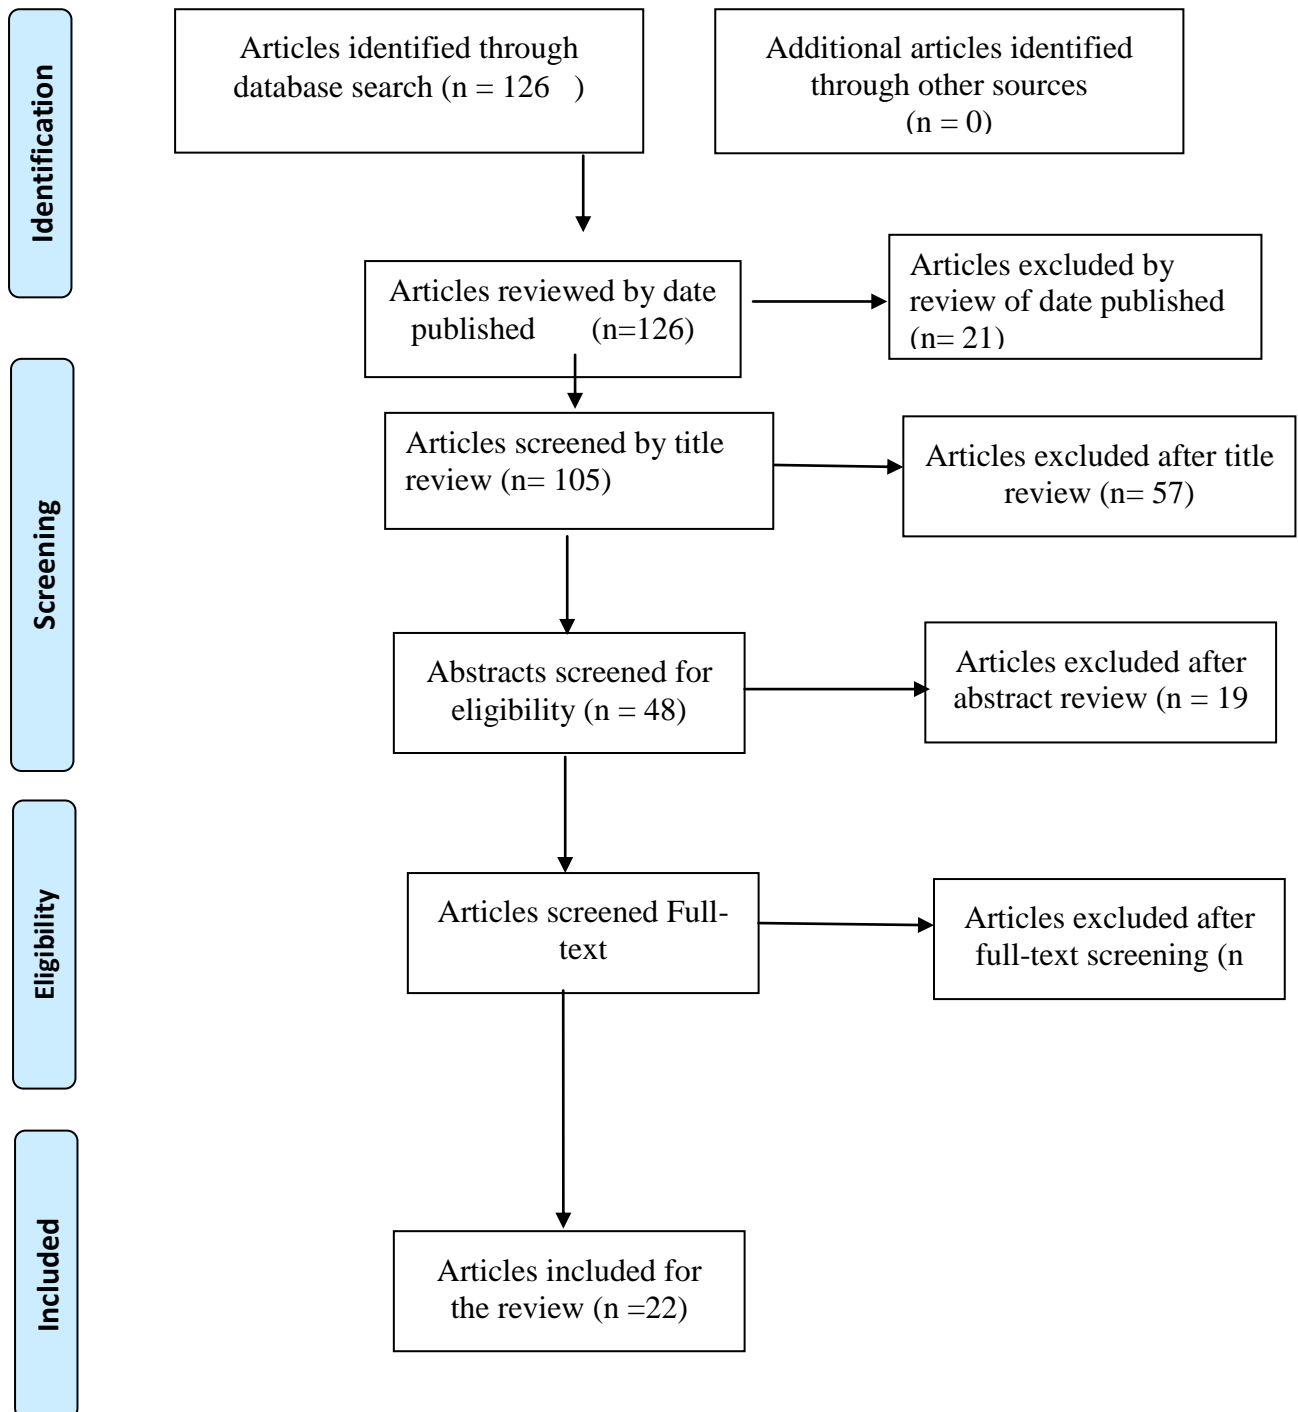 Identification
Articles identified through
database search (n = 126   )
Additional articles identified
through other sources
(n = 0)
Articles reviewed by date
published       (n=126)
Articles excluded by
review of date published
(n= 21)
Screening
Articles screened by title
review (n= 105)
Articles excluded after title
review (n= 57)
Abstracts screened for
eligibility (n = 48)
Articles excluded after
abstract review (n = 19
Eligibility
Articles screened Full-
text
Articles excluded after
full-text screening (n
Included
Articles included for
the review (n =22)